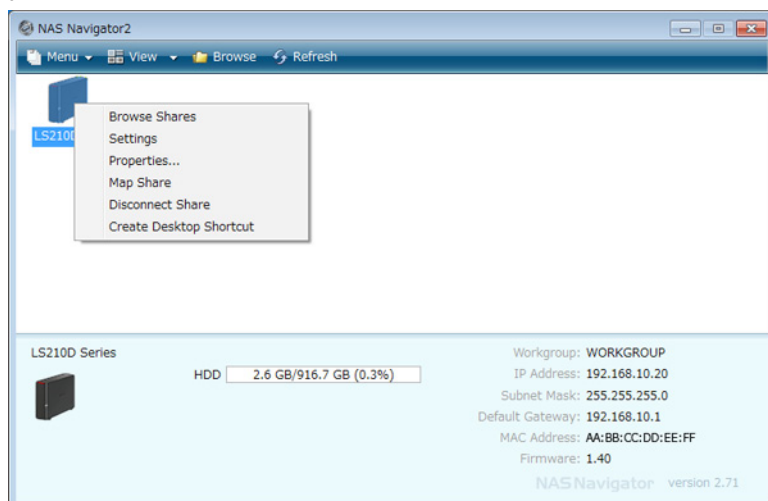 NAS Navigator2
Menu View Browse Refresh
LS210D
Browse Shares
Settings
Properties...
Map Share
Disconnect Share
Create Desktop Shortcut
LS210D Series
HDD 2.6 GB/916.7 GB (0.3%)
Workgroup: WORKGROUP
IP Address: 192.168.10.20
Subnet Mask: 255.255.255.0
Default Gateway: 192.168.10.1
MAC Address: AA:BB:CC:DD:EE:FF
Firmware: 1.40
NAS Navigator version 2.71